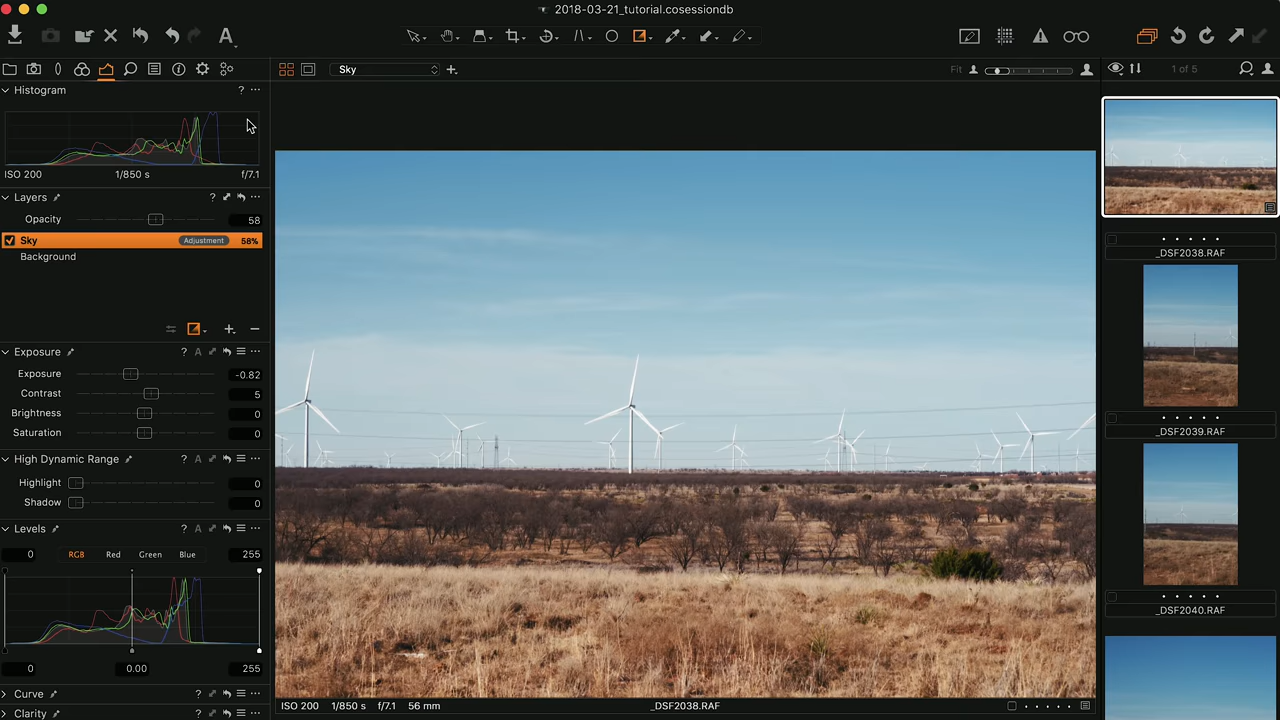 2018-03-21_tutorial.cosessiondb
A
Sky
Fit
1 of 5
Histogram ? ...
ISO 200 1/850 s f/7.1
Layers ? ...
Opacity 58
Sky Adjustment 58%
Background
Exposure ? A ...
Exposure -0.82
Contrast 5
Brightness 0
Saturation 0
High Dynamic Range ? A ...
Highlight 0
Shadow 0
Levels ? A ...
0 RGB Red Green Blue 255
0 0.00 255
Curve ? ...
Clarity ? ...
ISO 200 1/850 s f/7.1 56 mm _DSF2038.RAF
_DSF2038.RAF
_DSF2039.RAF
_DSF2040.RAF